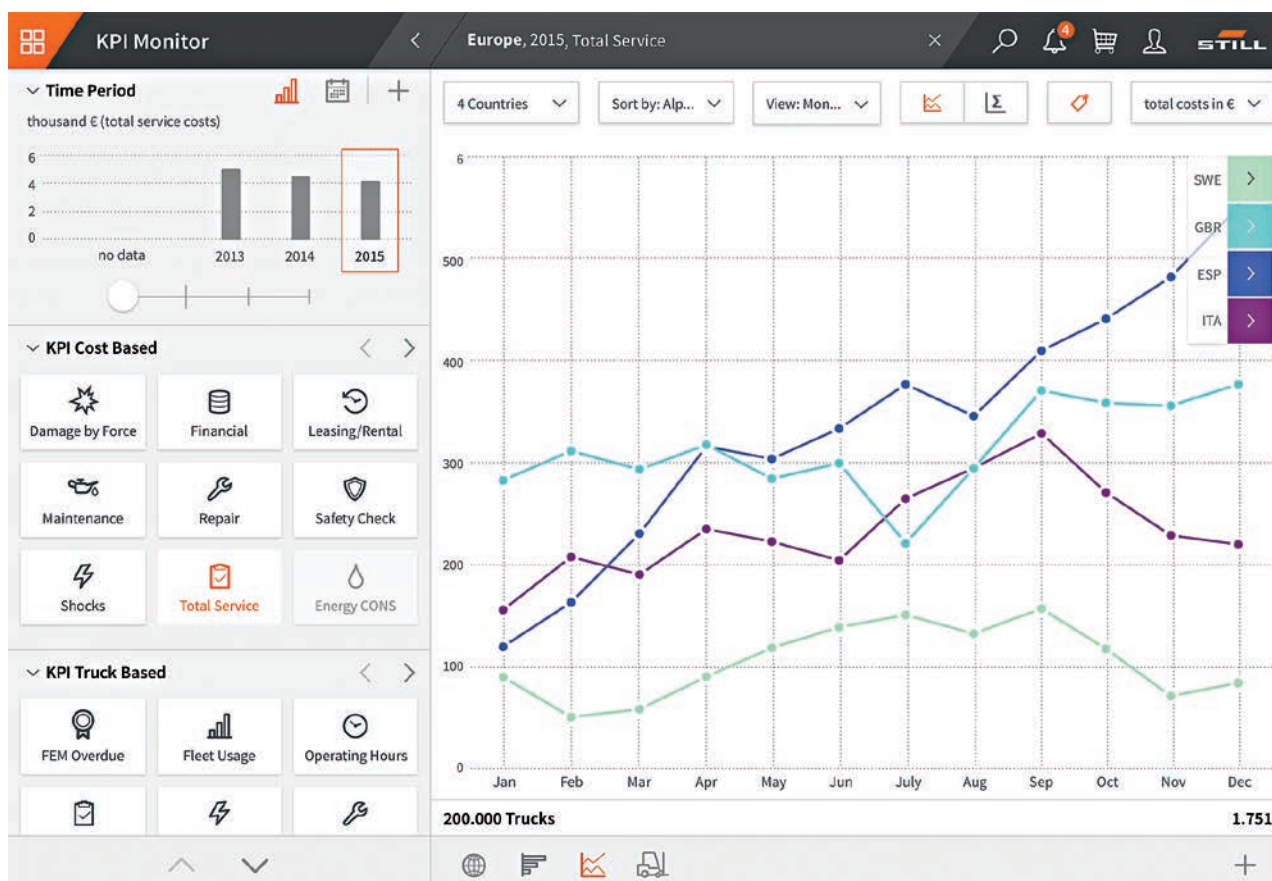 KPI Monitor
Europe, 2015, Total Service
4
STILL
Time Period
thousand € (total service costs)
6
4
2
0
no data
2013
2014
2015
KPI Cost Based
Damage by Force
Financial
Leasing/Rental
Maintenance
Repair
Safety Check
Shocks
Total Service
Energy CONS
KPI Truck Based
FEM Overdue
Fleet Usage
Operating Hours
4 Countries
Sort by: Alp...
View: Mon...
Σ
total costs in €
6
500
400
300
200
100
0
SWE
GBR
ESP
ITA
Jan
Feb
Mar
Apr
May
Jun
July
Aug
Sep
Oct
Nov
Dec
200.000 Trucks
1.751